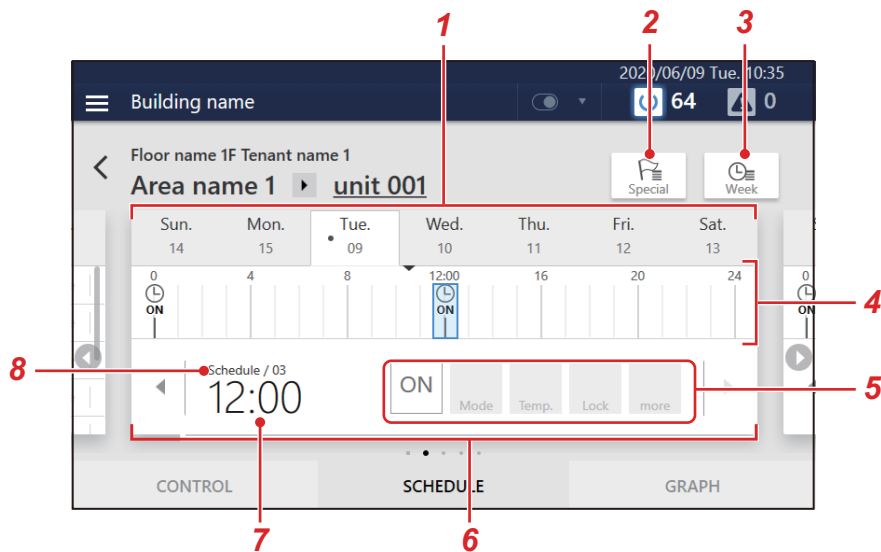 1 2 3
2020/06/09 Tue. 10:35
Building name 64 0
Floor name 1F Tenant name 1
Area name 1 unit 001
Special Week
Sun. Mon. Tue. Wed. Thu. Fri. Sat.
14 15 09 10 11 12 13
0 4 8 12:00 16 20 24 0
ON ON ON
4
8 Schedule / 03
12:00 ON Mode Temp. Lock more 5
CONTROL SCHEDULE GRAPH
7 6